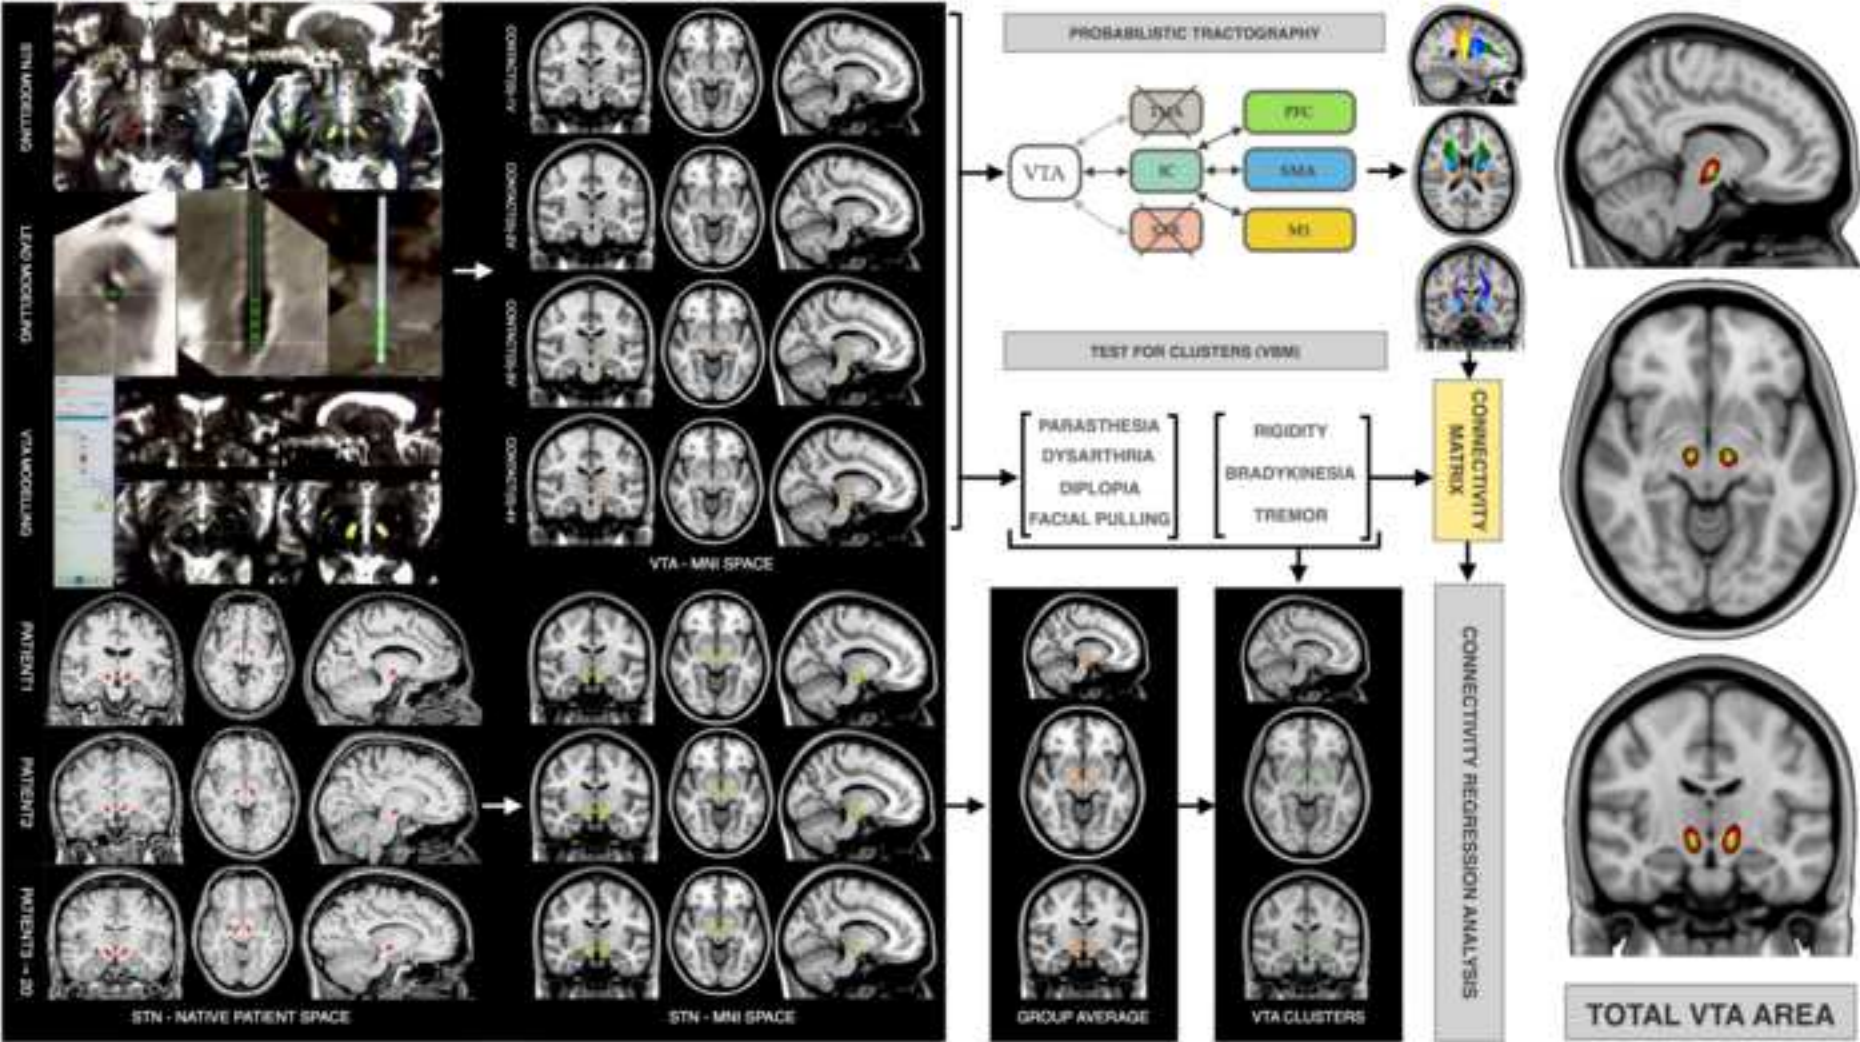 STN MODELLING
LEAD MODELLING
VTA MODELLING
PATIENT1
PATIENT2
PATIENT3 - 20
STN - NATIVE PATIENT SPACE
VTA - MNI SPACE
STN - MNI SPACE
PROBABILISTIC TRACTOGRAPHY
VTA
IC
PFC
SMA
M1
TEST FOR CLUSTERS (VBM)
PARASTHESIA
DYSARTHRIA
DIPLOPIA
FACIAL PULLING
RIGIDITY
BRADYKINESIA
TREMOR
CONNECTIVITY
MATRIX
CONNECTIVITY REGRESSION ANALYSIS
GROUP AVERAGE
VTA CLUSTERS
TOTAL VTA AREA